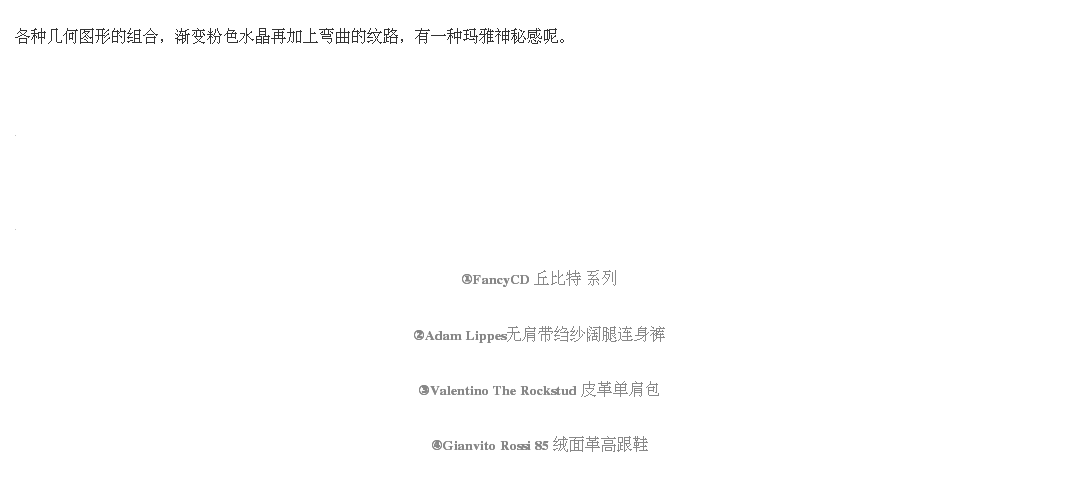 各种几何图形的组合，渐变粉色水晶再加上弯曲的纹路，有一种玛雅神秘感呢。
①FancyCD 丘比特 系列
②Adam Lippes无肩带绉纱阔腿连身裤
③Valentino The Rockstud 皮革单肩包
④Gianvito Rossi 85 绒面革高跟鞋